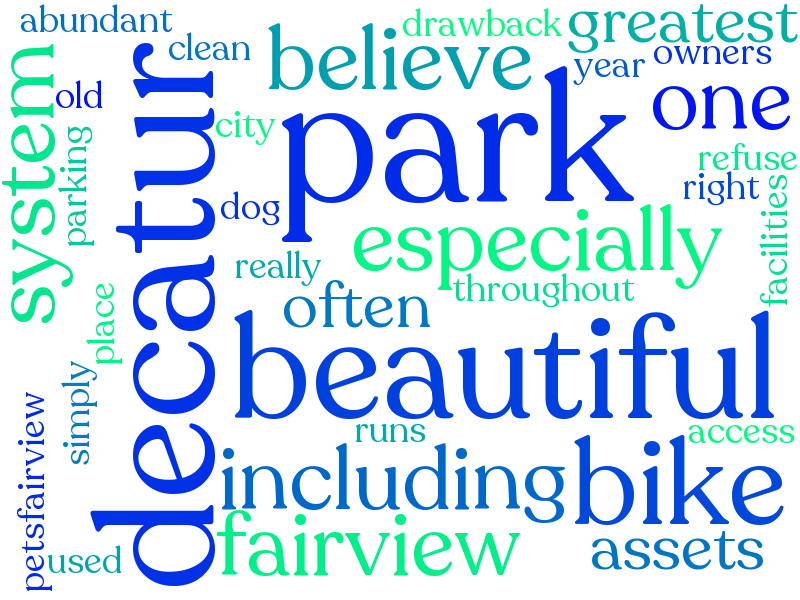 abundant
drawback
greatest
clean
believe
year
owners
system
old
decatur
park
one
city
parking
refuse
right
dog
especially
facilities
really
throughout
often
place
beautiful
simply
runs
access
petsfairview
including
bike
fairview
used
assets